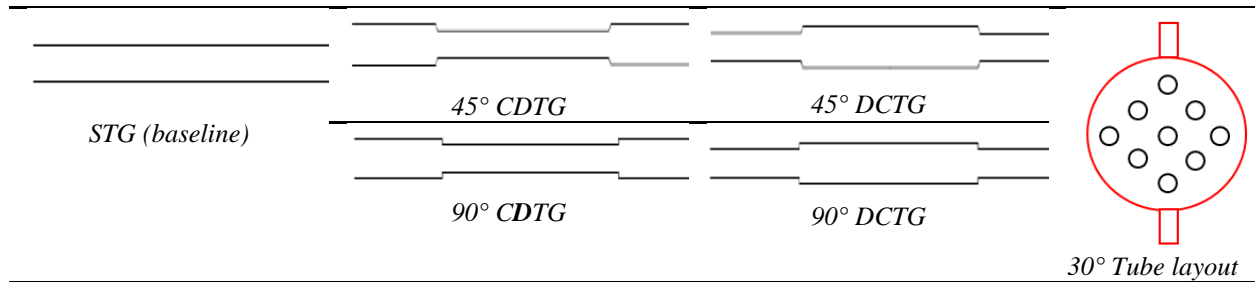 STG (baseline)
45° CDTG
45° DCTG
90° CDTG
90° DCTG
30° Tube layout